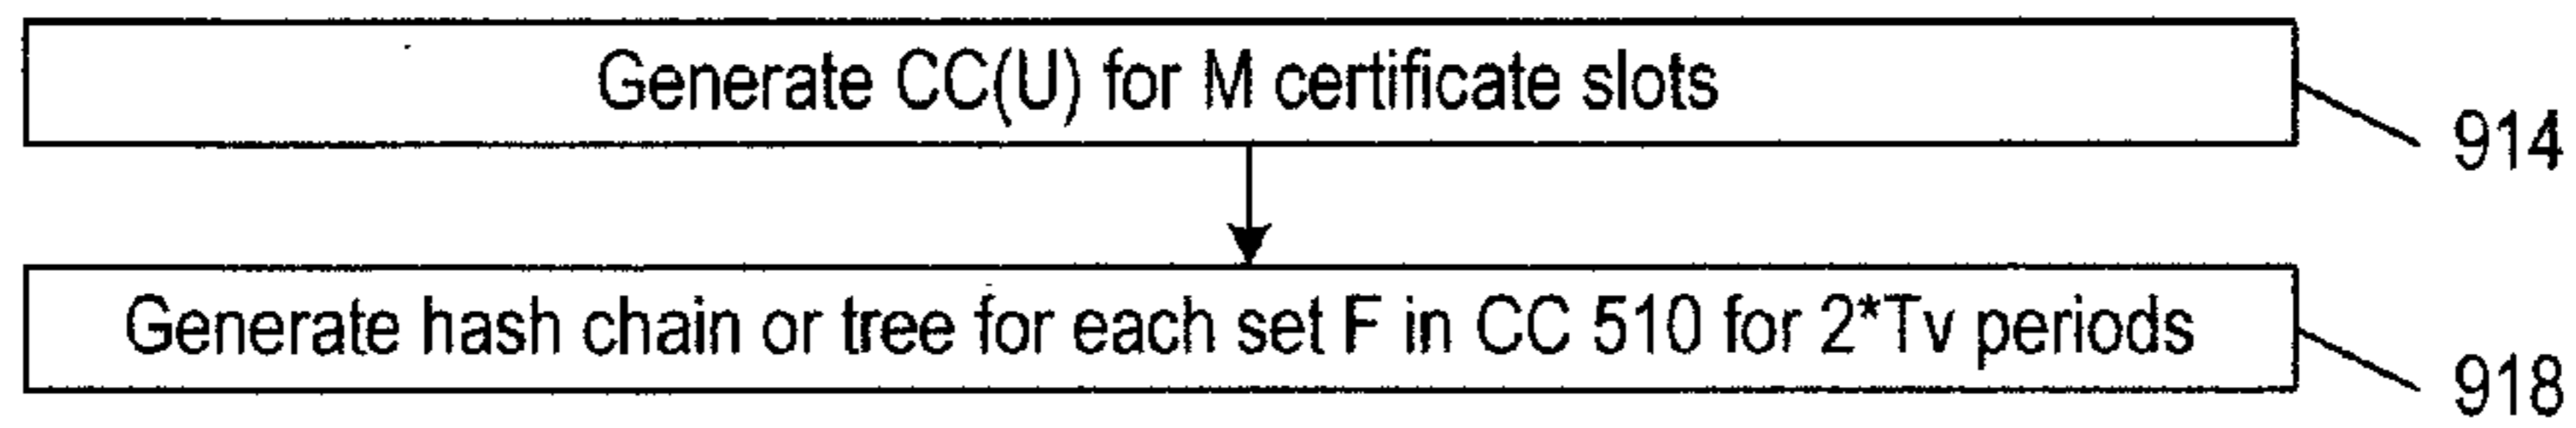 Generate CC(U) for M certificate slots
914
Generate hash chain or tree for each set F in CC 510 for 2*Tv periods
918